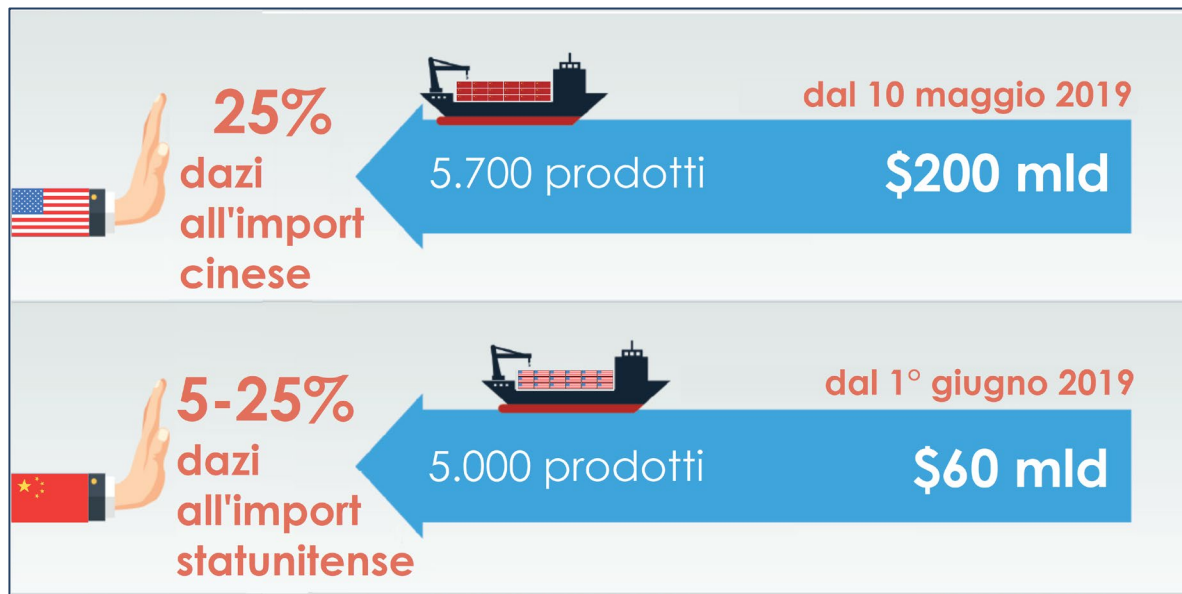 25%
dazi
all'import
cinese
5.700 prodotti
dal 10 maggio 2019
$200 mld
5-25%
dazi
all'import
statunitense
5.000 prodotti
dal 1° giugno 2019
$60 mld